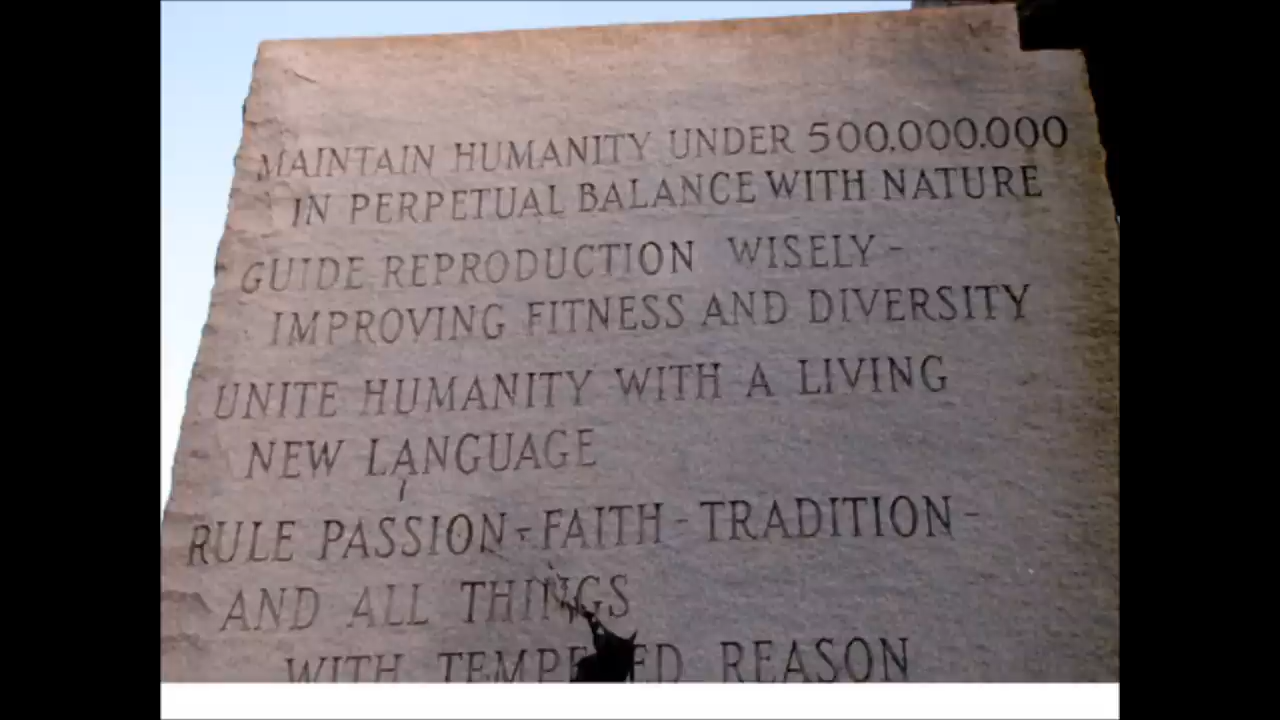 MAINTAIN HUMANITY UNDER 500,000,000
IN PERPETUAL BALANCE WITH NATURE
GUIDE REPRODUCTION WISELY -
IMPROVING FITNESS AND DIVERSITY
UNITE HUMANITY WITH A LIVING
NEW LANGUAGE
RULE PASSION - FAITH - TRADITION -
AND ALL THINGS
WITH TEMPERED REASON